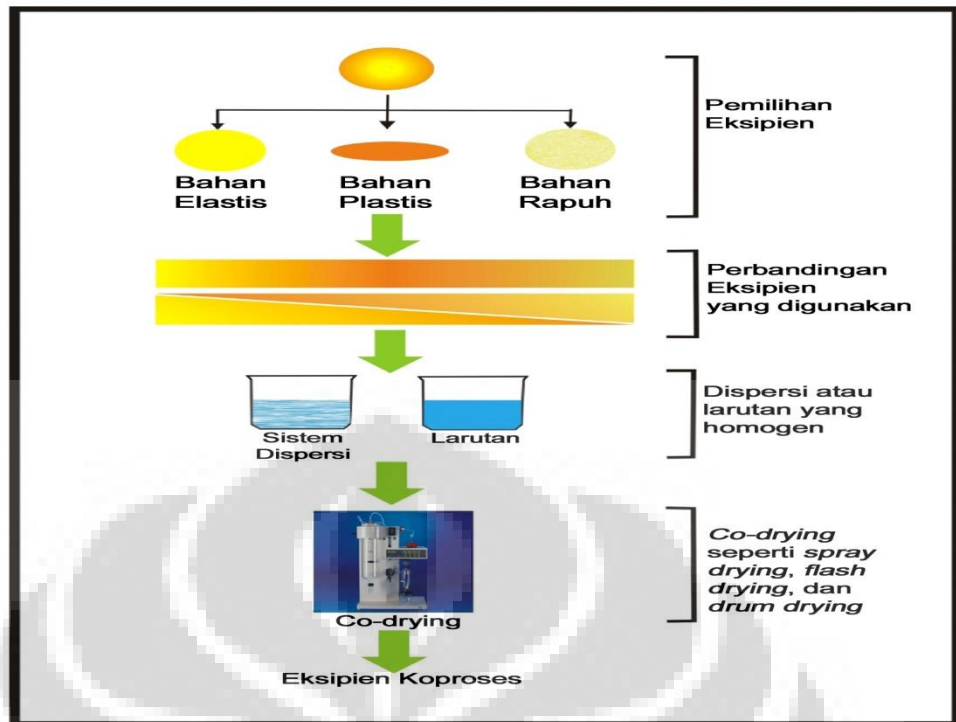 Pemilihan
Eksipien
Bahan
Elastis
Bahan
Plastis
Bahan
Rapuh
Perbandingan
Eksipien
yang digunakan
Dispersi atau
larutan yang
homogen
Sistem
Dispersi
Larutan
Co-drying
seperti spray
drying, flash
drying, dan
drum drying
Co-drying
Eksipien Koproses